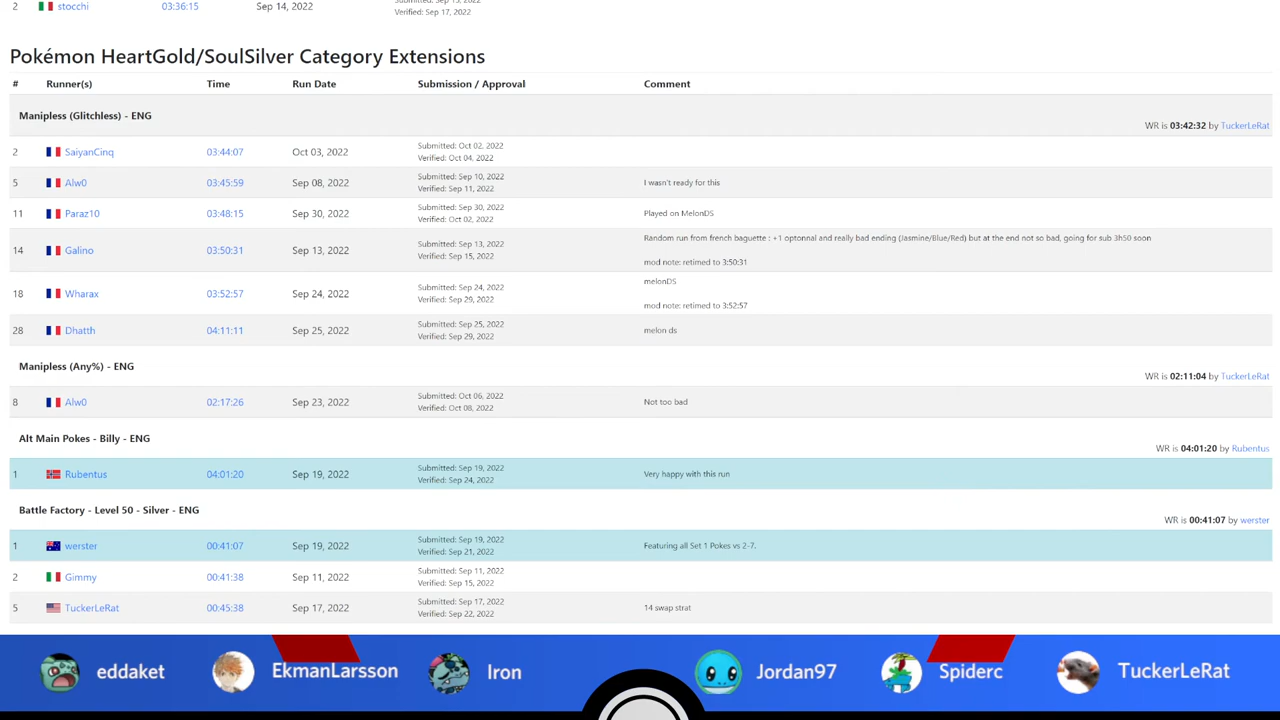 2 stocchi 03:36:15 Sep 14, 2022
Verified: Sep 17, 2022
Pokémon HeartGold/SoulSilver Category Extensions
# Runner(s) Time Run Date Submission / Approval Comment
Manipless (Glitchless) - ENG
WR is 03:42:32 by TuckerLeRat
2 SaiyanCinq 03:44:07 Oct 03, 2022 Submitted: Oct 02, 2022
Verified: Oct 04, 2022
5 Alw0 03:45:59 Sep 08, 2022 Submitted: Sep 10, 2022 I wasn't ready for this
Verified: Sep 11, 2022
11 Paraz10 03:48:15 Sep 30, 2022 Submitted: Sep 30, 2022 Played on MelonDS
Verified: Oct 02, 2022
Random run from french baguette : +1 optonnal and really bad ending (Jasmine/Blue/Red) but at the end not so bad, going for sub 3h50 soon
14 Galino 03:50:31 Sep 13, 2022 Submitted: Sep 13, 2022
Verified: Sep 15, 2022
mod note: retimed to 3:50:31
melonDS
18 Wharax 03:52:57 Sep 24, 2022 Submitted: Sep 24, 2022
Verified: Sep 29, 2022
mod note: retimed to 3:52:57
28 Dhatth 04:11:11 Sep 25, 2022 Submitted: Sep 25, 2022 melon ds
Verified: Sep 29, 2022
Manipless (Any%) - ENG
WR is 02:11:04 by TuckerLeRat
8 Alw0 02:17:26 Sep 23, 2022 Submitted: Oct 06, 2022 Not too bad
Verified: Oct 08, 2022
Alt Main Pokes - Billy - ENG
WR is 04:01:20 by Rubentus
1 Rubentus 04:01:20 Sep 19, 2022 Submitted: Sep 19, 2022 Very happy with this run
Verified: Sep 24, 2022
Battle Factory - Level 50 - Silver - ENG
WR is 00:41:07 by werster
1 werster 00:41:07 Sep 19, 2022 Submitted: Sep 19, 2022 Featuring all Set 1 Pokes vs 2-7.
Verified: Sep 21, 2022
2 Gimmy 00:41:38 Sep 11, 2022 Submitted: Sep 11, 2022
Verified: Sep 15, 2022
5 TuckerLeRat 00:45:38 Sep 17, 2022 Submitted: Sep 17, 2022 14 swap strat
Verified: Sep 22, 2022
eddaket EkmanLarsson Iron Jordan97 Spiderc TuckerLeRat